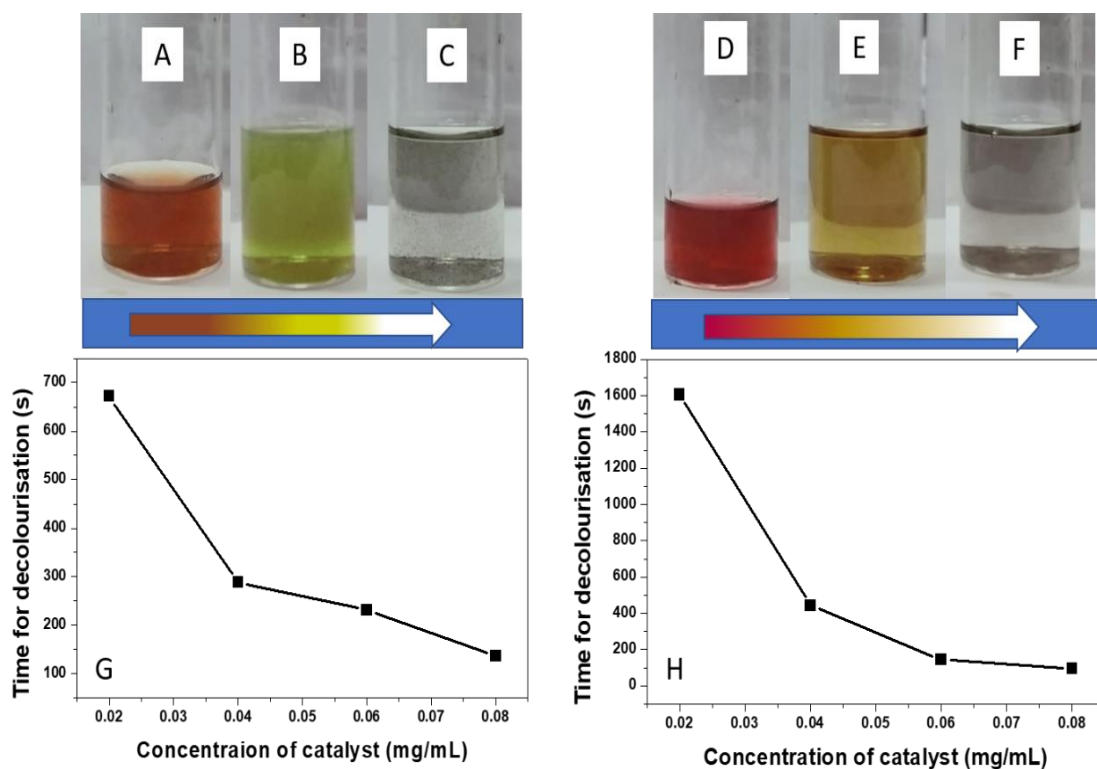 A B C
D E F
Time for decolourisation (s)
700
600
500
400
300
200
100
G
0.02 0.03 0.04 0.05 0.06 0.07 0.08
Concentraion of catalyst (mg/mL)
Time for decolourisation (s)
1800
1600
1400
1200
1000
800
600
400
200
0
H
0.02 0.03 0.04 0.05 0.06 0.07 0.08
Concentration of catalyst (mg/mL)